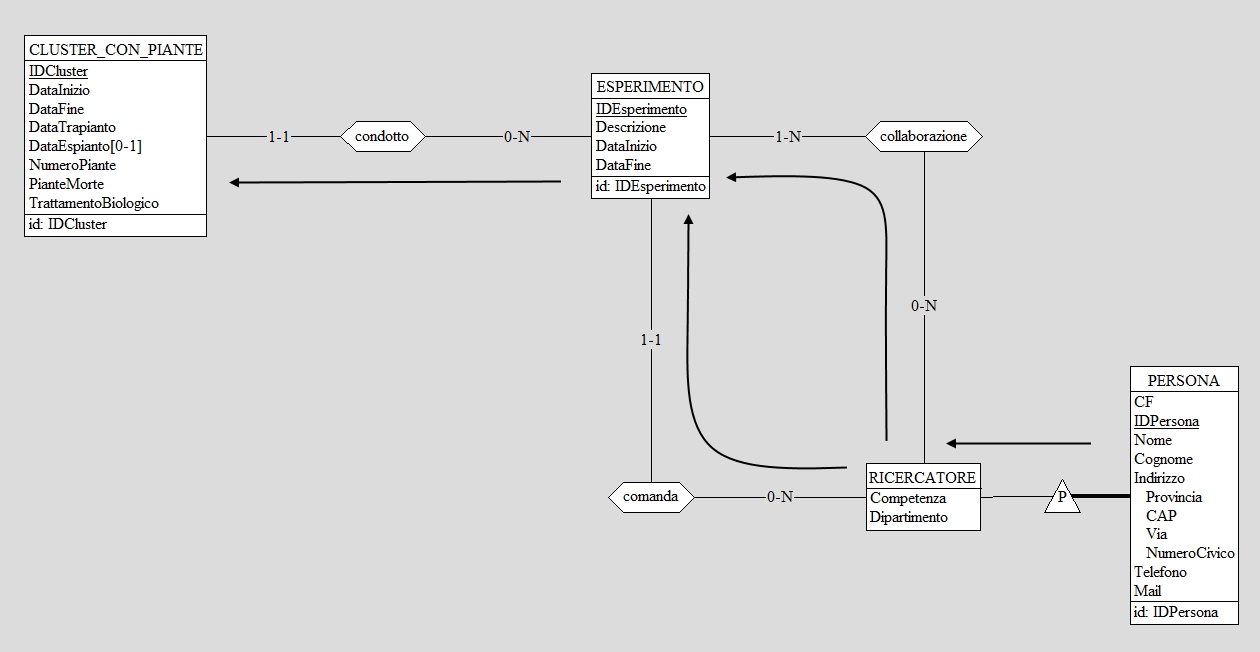 CLUSTER_CON_PIANTE
IDCluster
DataInizio
DataFine
DataTrapianto
DataEspianto[0-1]
NumeroPiante
PianteMorte
TrattamentoBiologico
id: IDCluster
1-1
condotto
0-N
ESPERIMENTO
IDEsperimento
Descrizione
DataInizio
DataFine
id: IDEsperimento
1-N
collaborazione
0-N
1-1
comanda
0-N
RICERCATORE
Competenza
Dipartimento
P
PERSONA
CF
IDPersona
Nome
Cognome
Indirizzo
Provincia
CAP
Via
NumeroCivico
Telefono
Mail
id: IDPersona